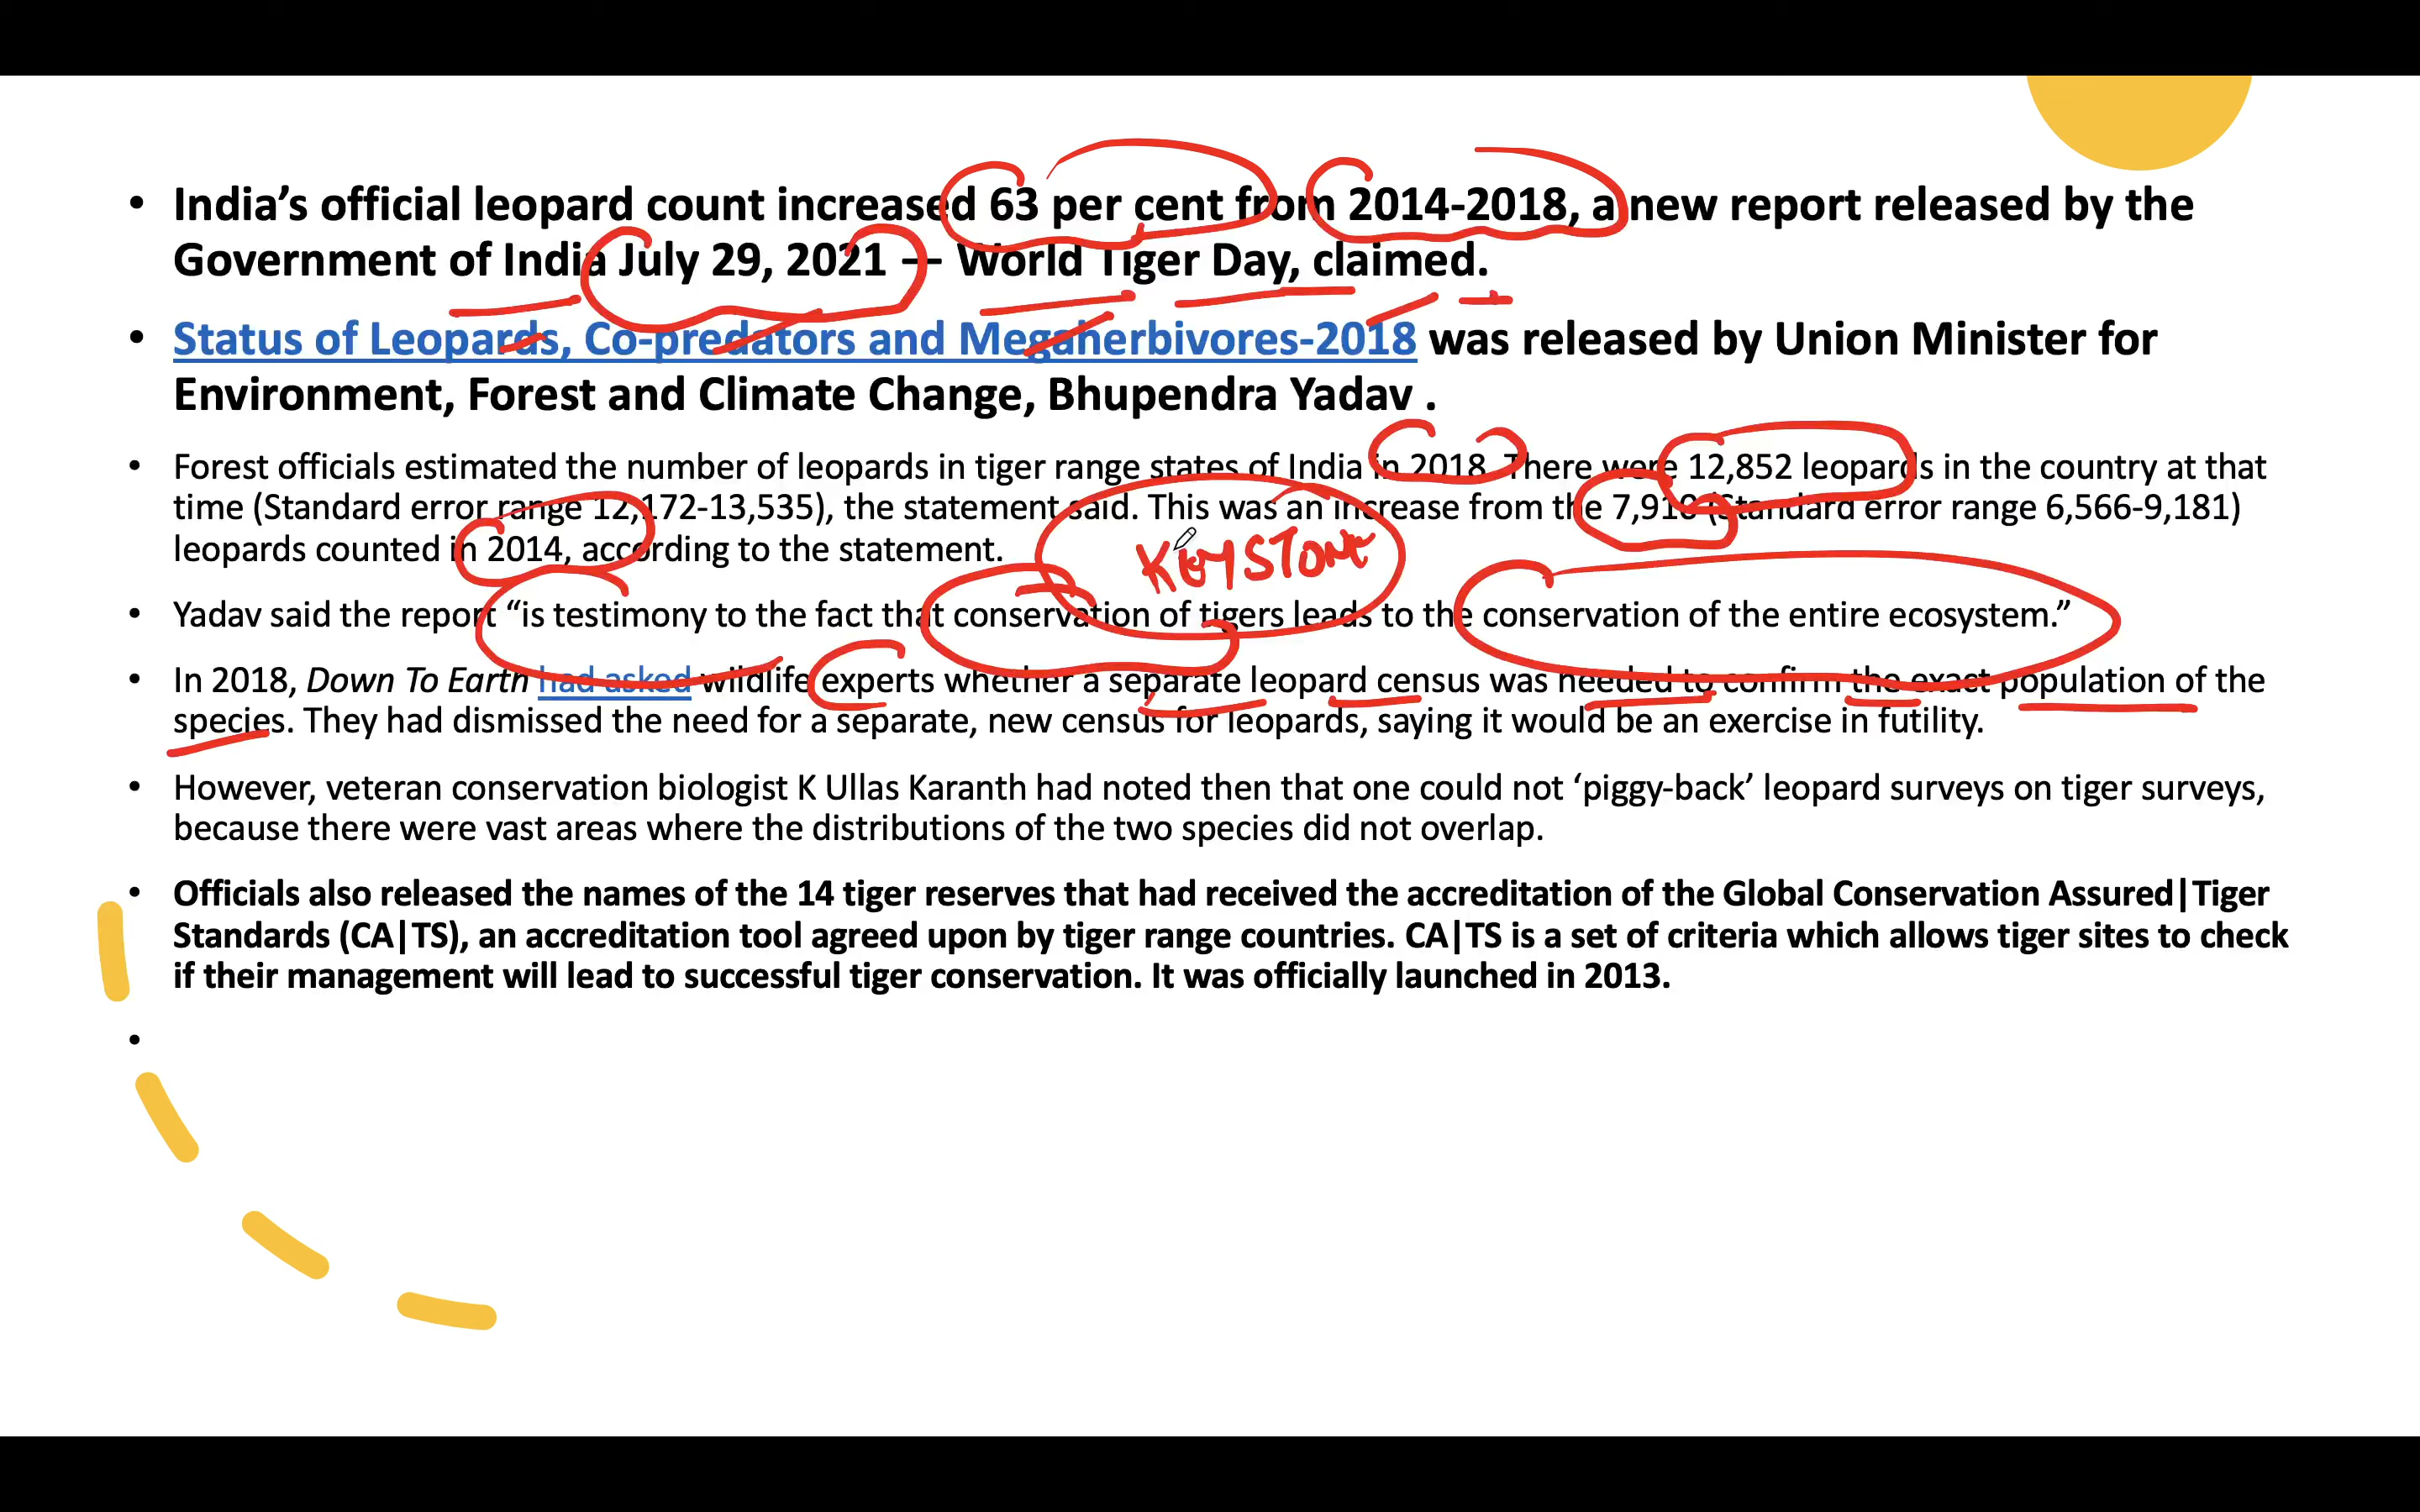 • India’s official leopard count increased 63 per cent from 2014-2018, a new report released by the
Government of India July 29, 2021 — World Tiger Day, claimed.
• Status of Leopards, Co-predators and Megaherbivores-2018 was released by Union Minister for
Environment, Forest and Climate Change, Bhupendra Yadav .
• Forest officials estimated the number of leopards in tiger range states of India in 2018. There were 12,852 leopards in the country at that
time (Standard error range 12,172-13,535), the statement said. This was an increase from the 7,910 (Standard error range 6,566-9,181)
leopards counted in 2014, according to the statement.
KEYSTONE
• Yadav said the report “is testimony to the fact that conservation of tigers leads to the conservation of the entire ecosystem.”
• In 2018, Down To Earth had asked wildlife experts whether a separate leopard census was needed to confirm the exact population of the
species. They had dismissed the need for a separate, new census for leopards, saying it would be an exercise in futility.
• However, veteran conservation biologist K Ullas Karanth had noted then that one could not ‘piggy-back’ leopard surveys on tiger surveys,
because there were vast areas where the distributions of the two species did not overlap.
• Officials also released the names of the 14 tiger reserves that had received the accreditation of the Global Conservation Assured|Tiger
Standards (CA|TS), an accreditation tool agreed upon by tiger range countries. CA|TS is a set of criteria which allows tiger sites to check
if their management will lead to successful tiger conservation. It was officially launched in 2013.
•